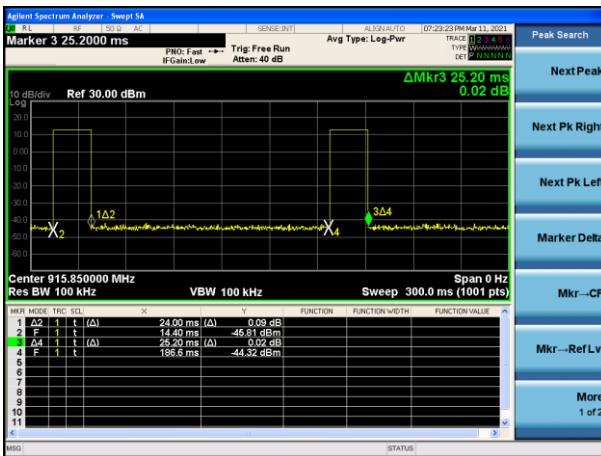 Agilent Spectrum Analyzer - Swept SA
RL RF 50 Ω AC SENSE:INT ALIGNAUTO 07:23:23 PM Mar 11, 2021
Marker 3 25.2000 ms
PNO: Fast Trig: Free Run Avg Type: Log-Pwr TRACE 1 2 3 4 5 6
IFGain:Low Atten: 40 dB TYPE WWWWWW
DET P N N N N N
ΔMkr3 25.20 ms
0.02 dB
10 dB/div Ref 30.00 dBm
Log
20.0
10.0
0.00
-10.0
-20.0
-30.0
-40.0
-50.0
-60.0
1Δ2
2
3Δ4
4
Center 915.850000 MHz Span 0 Hz
Res BW 100 kHz VBW 100 kHz Sweep 300.0 ms (1001 pts)
MKR MODE TRC SCL X Y FUNCTION FUNCTION WIDTH FUNCTION VALUE
1 Δ2 1 t (Δ) 24.00 ms (Δ) 0.09 dB
2 F 1 t 14.40 ms -45.81 dBm
3 Δ4 1 t (Δ) 25.20 ms (Δ) 0.02 dB
4 F 1 t 186.6 ms -44.32 dBm
5
6
7
8
9
10
11
MSG STATUS
Peak Search
Next Peak
Next Pk Right
Next Pk Left
Marker Delta
Mkr→CF
Mkr→Ref Lv
More
1 of 2